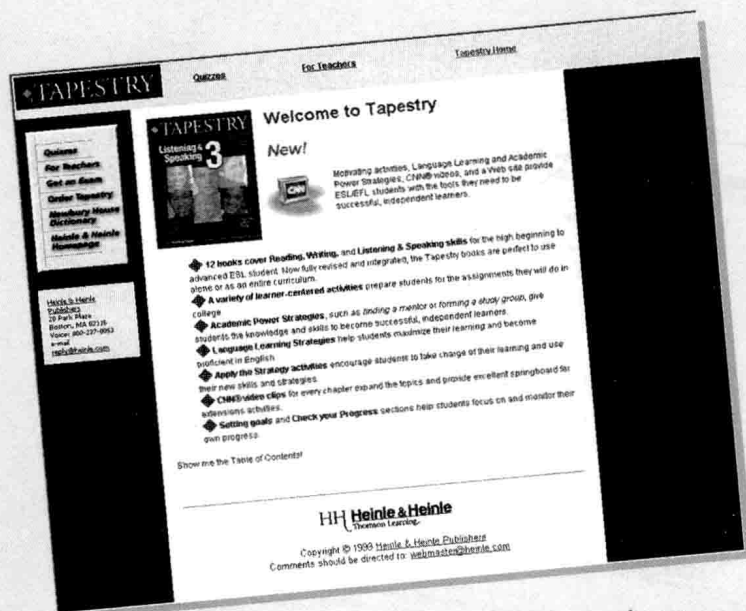 TAPESTRY
Quizzes
For Teachers
Tapestry Home
Quizzes
For Teachers
Get an Exam
Order Tapestry
Newbury House
Dictionary
Heinle & Heinle
Homepage
Heinle & Heinle
Publishers
20 Park Plaza
Boston, MA
Voice: 800-237-0053
e-mail
reply@heinle.com
TAPESTRY
Listening &
Speaking 3
Welcome to Tapestry
New!
CNN
Motivating activities, Language Learning and Academic
Power Strategies, CNN® videos, and a Web site provide
ESL/EFL students with the tools they need to be
successful, independent learners.
12 books cover Reading, Writing, and Listening & Speaking skills for the high beginning to
advanced ESL student. Now fully revised and integrated, the Tapestry books are perfect to use
alone or as an entire curriculum.
A variety of learner-centered activities prepare students for the assignments they will do in
college
Academic Power Strategies, such as finding a mentor or forming a study group, give
students the knowledge and skills to become successful, independent learners.
Language Learning Strategies help students maximize their learning and become
proficient in English
Apply the Strategy activities encourage students to take charge of their learning and use
their new skills and strategies.
CNN® video clips for every chapter expand the topics and provide excellent springboard for
extensions activities.
Setting goals and Check your Progress sections help students focus on and monitor their
own progress.
Show me the Table of Contents!
HH Heinle & Heinle
Thomson Learning
Copyright © 1999 Heinle & Heinle Publishers
Comments should be directed to: webmaster@heinle.com